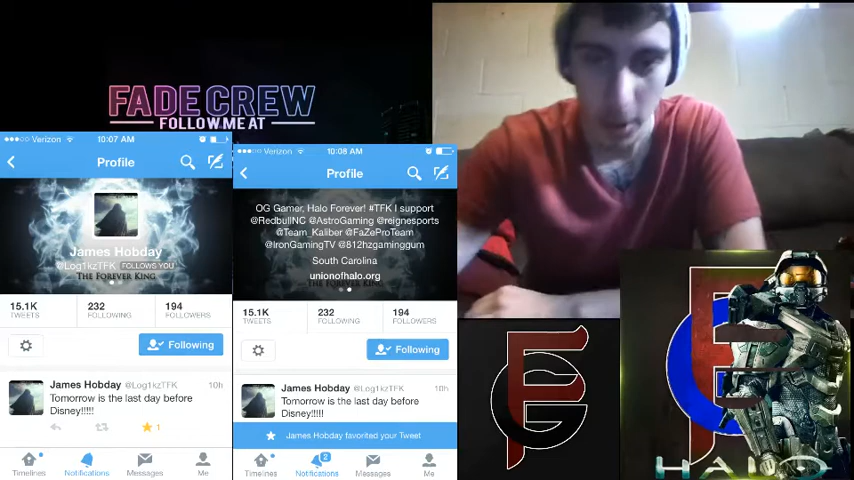 FADE CREW
FOLLOW ME AT
Verizon
10:07 AM
Profile
James Hobday
@Log1kzTFK FOLLOWS YOU
THE FOREVER KING
15.1K
TWEETS
232
FOLLOWING
194
FOLLOWERS
Following
James Hobday @Log1kzTFK 10h
Tomorrow is the last day before
Disney!!!!!
1
Timelines
Notifications
Messages
Me
Verizon
10:08 AM
Profile
OG Gamer, Halo Forever! #TFK I support
@RedbullNC @AstroGaming @reignesports
@Team_Kaliber @FaZeProTeam
@IronGamingTV @812hzgaminggum
South Carolina
unionofhalo.org
THE FOREVER KING
15.1K
TWEETS
232
FOLLOWING
194
FOLLOWERS
Following
James Hobday @Log1kzTFK 10h
Tomorrow is the last day before
Disney!!!!!
James Hobday favorited your Tweet
2
Timelines
Notifications
Messages
Me
HALO